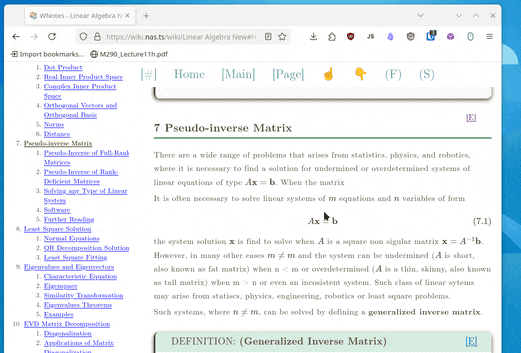 WNotes - Linear Algebra N
https://wiki.nas.ts/wiki/Linear Algebra New#H
Import bookmarks...
M290_Lecture11h.pdf
[#]
Home
[Main]
[Page]
(F)
(S)
1. Dot Product
2. Real Inner Product Space
3. Complex Inner Product
Space
4. Orthogonal Vectors and
Orthogonal Basis
5. Norms
6. Distance
7. Pseudo-inverse Matrix
1. Pseudo-Inverse of Full-Rank
Matrices
2. Pseudo-Inverse of Rank-
Deficient Matrices
3. Solving any Type of Linear
System
4. Software
5. Further Reading
8. Least Square Solution
1. Normal Equations
2. QR Decomposition Solution
3. Least Square Fitting
9. Eigenvalues and Eigenvectors
1. Characteristic Equation
2. Eigenspace
3. Similarity Transformation
4. Eigenvalues Theorems
5. Examples
10. EVD Matrix Decomposition
1. Diagonalization
2. Applications of Matrix
Diagonalization
[E]
7 Pseudo-inverse Matrix
There are a wide range of problems that arises from statistics, physics, and robotics,
where it is necessary to find a solution for undermined or overdetermined systems of
linear equations of type Ax = b. When the matrix
It is often necessary to solve linear systems of m equations and n variables of form
Ax = b (7.1)
the system solution x is find to solve when A is a square non sigular matrix x = A⁻¹b.
However, in many other cases m ≠ m and the system can be undermined (A is short,
also known as fat matrix) when n < m or overdetermined (A is a thin, skinny, also known
as tall matrix) when m > n or even an incosistent system. Such class of linear sytems
may arise from statiscs, physics, engineering, robotics or least square problems.
Such systems, where n ≠ m, can be solved by defining a generalized inverse matrix.
DEFINITION: (Generalized Inverse Matrix)
[E]